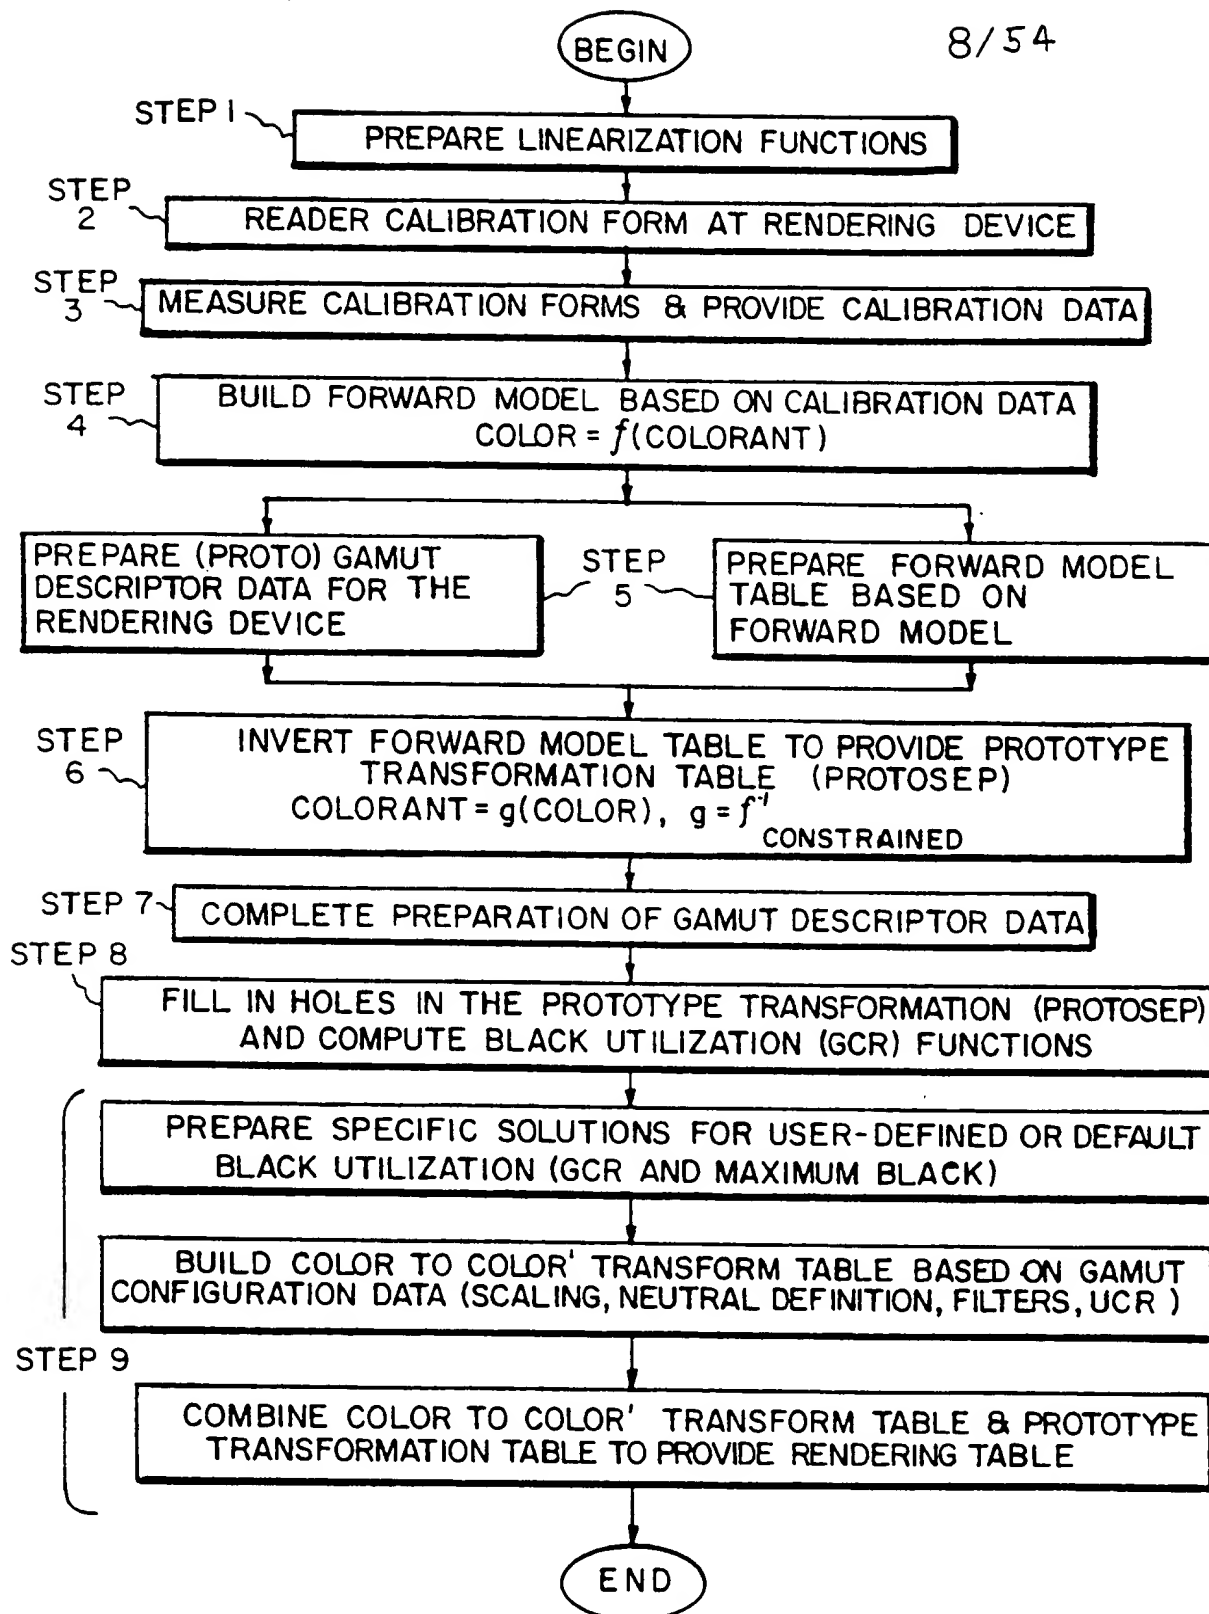 8/54
BEGIN
STEP 1
PREPARE LINEARIZATION FUNCTIONS
STEP
2
READER CALIBRATION FORM AT RENDERING DEVICE
STEP
3
MEASURE CALIBRATION FORMS & PROVIDE CALIBRATION DATA
STEP
4
BUILD FORWARD MODEL BASED ON CALIBRATION DATA
COLOR = f(COLORANT)
PREPARE (PROTO) GAMUT
DESCRIPTOR DATA FOR THE
RENDERING DEVICE
STEP
5
PREPARE FORWARD MODEL
TABLE BASED ON
FORWARD MODEL
STEP
6
INVERT FORWARD MODEL TABLE TO PROVIDE PROTOTYPE
TRANSFORMATION TABLE (PROTOSEP)
COLORANT = g(COLOR), g = f⁻¹
CONSTRAINED
STEP 7
COMPLETE PREPARATION OF GAMUT DESCRIPTOR DATA
STEP 8
FILL IN HOLES IN THE PROTOTYPE TRANSFORMATION (PROTOSEP)
AND COMPUTE BLACK UTILIZATION (GCR) FUNCTIONS
PREPARE SPECIFIC SOLUTIONS FOR USER-DEFINED OR DEFAULT
BLACK UTILIZATION (GCR AND MAXIMUM BLACK)
BUILD COLOR TO COLOR' TRANSFORM TABLE BASED ON GAMUT
CONFIGURATION DATA (SCALING, NEUTRAL DEFINITION, FILTERS, UCR )
STEP 9
COMBINE COLOR TO COLOR' TRANSFORM TABLE & PROTOTYPE
TRANSFORMATION TABLE TO PROVIDE RENDERING TABLE
END